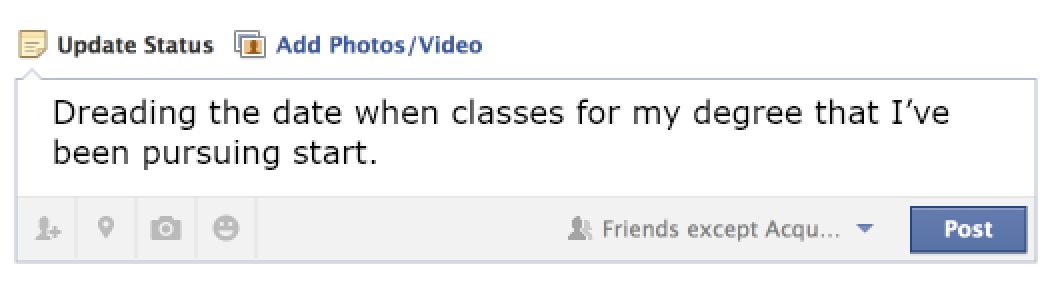 Update Status Add Photos/Video
Dreading the date when classes for my degree that I’ve
been pursuing start.
Friends except Acqu... Post